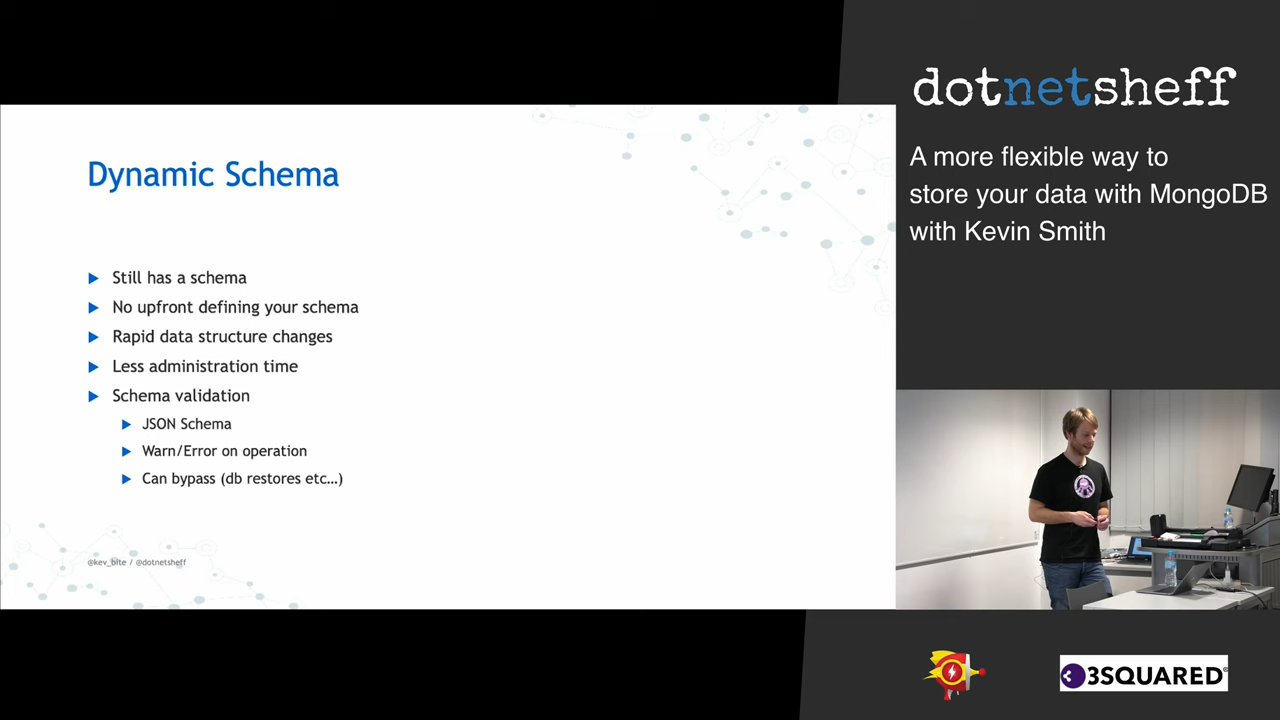 dotnetsheff
A more flexible way to
store your data with MongoDB
with Kevin Smith
Dynamic Schema
Still has a schema
No upfront defining your schema
Rapid data structure changes
Less administration time
Schema validation
JSON Schema
Warn/Error on operation
Can bypass (db restores etc…)
@kev_bite / @dotnetsheff
3SQUARED